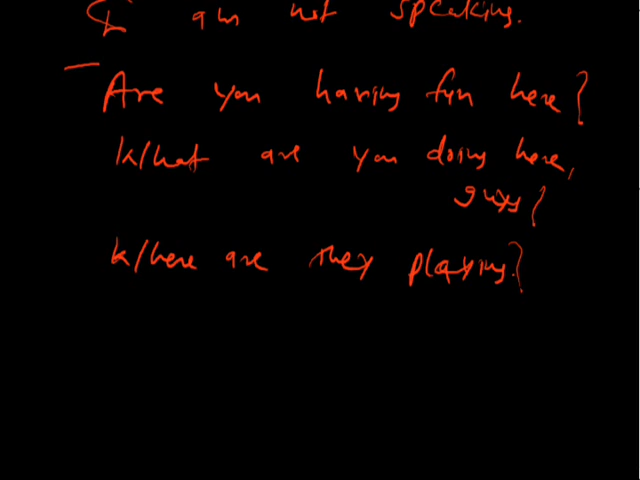 I am not speaking.
Are you having fun here?
What are you doing here,
guys?
Where are they playing?